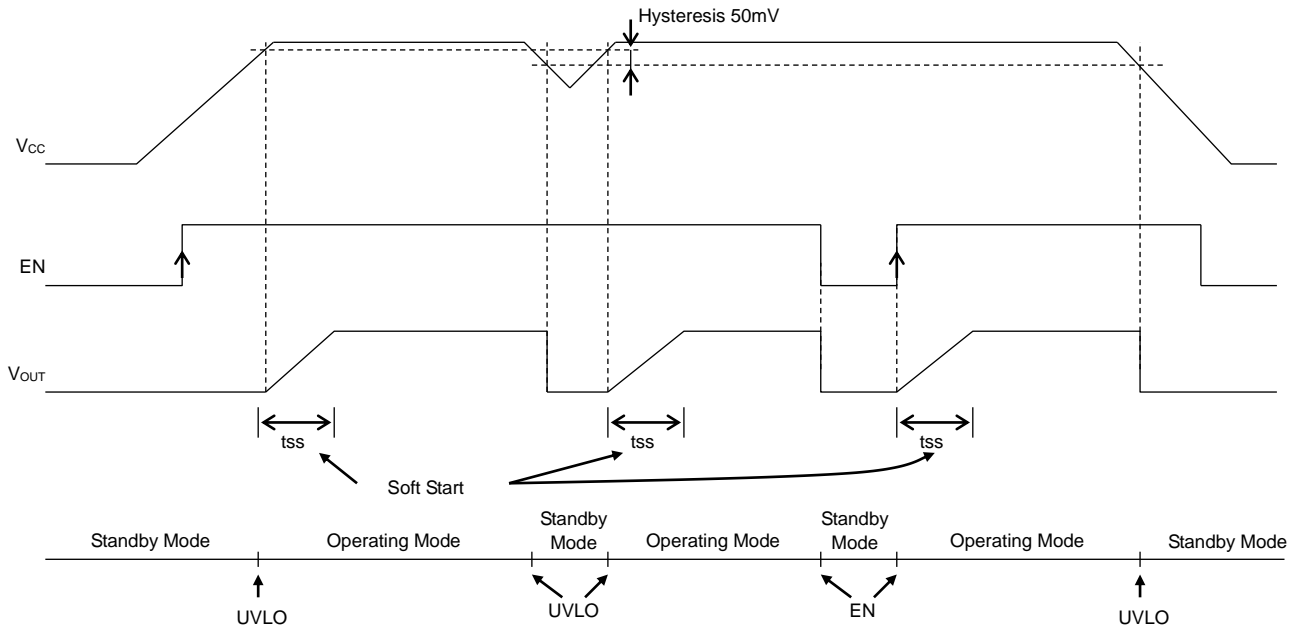 Hysteresis 50mV
VCC
EN
VOUT
tss
tss
tss
Soft Start
Standby Mode
Operating Mode
Standby
Mode
Operating Mode
Standby
Mode
Operating Mode
Standby Mode
UVLO
UVLO
EN
UVLO